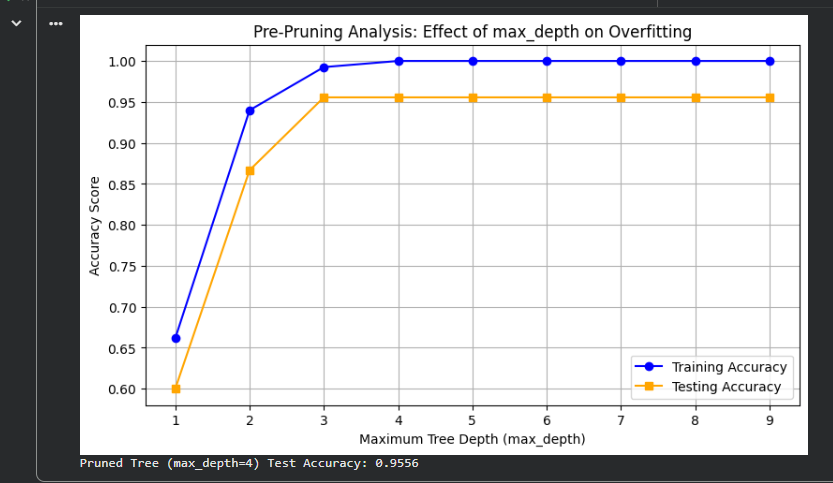 Pre-Pruning Analysis: Effect of max_depth on Overfitting
1.00
0.95
0.90
0.85
0.80
0.75
0.70
0.65
0.60
Accuracy Score
Training Accuracy
Testing Accuracy
1 2 3 4 5 6 7 8 9
Maximum Tree Depth (max_depth)
Pruned Tree (max_depth=4) Test Accuracy: 0.9556